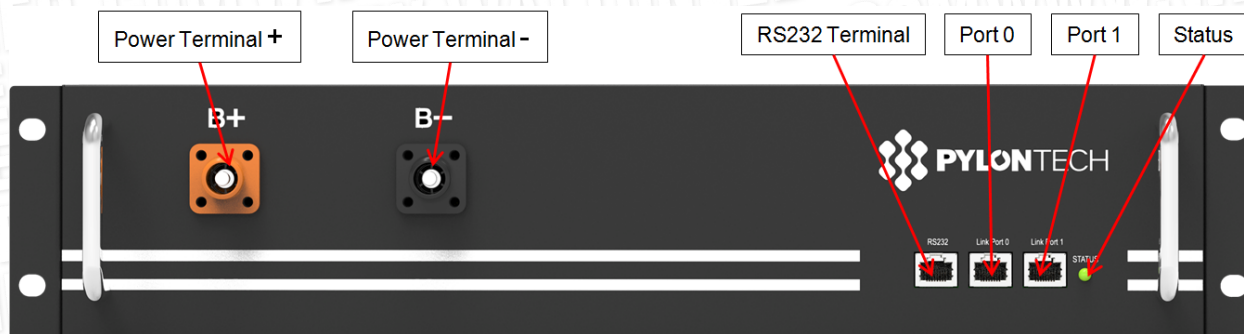 Power Terminal +
Power Terminal -
RS232 Terminal
Port 0
Port 1
Status
B+
B-
PYLONTECH
RS232
Link Port 0
Link Port 1
STATUS